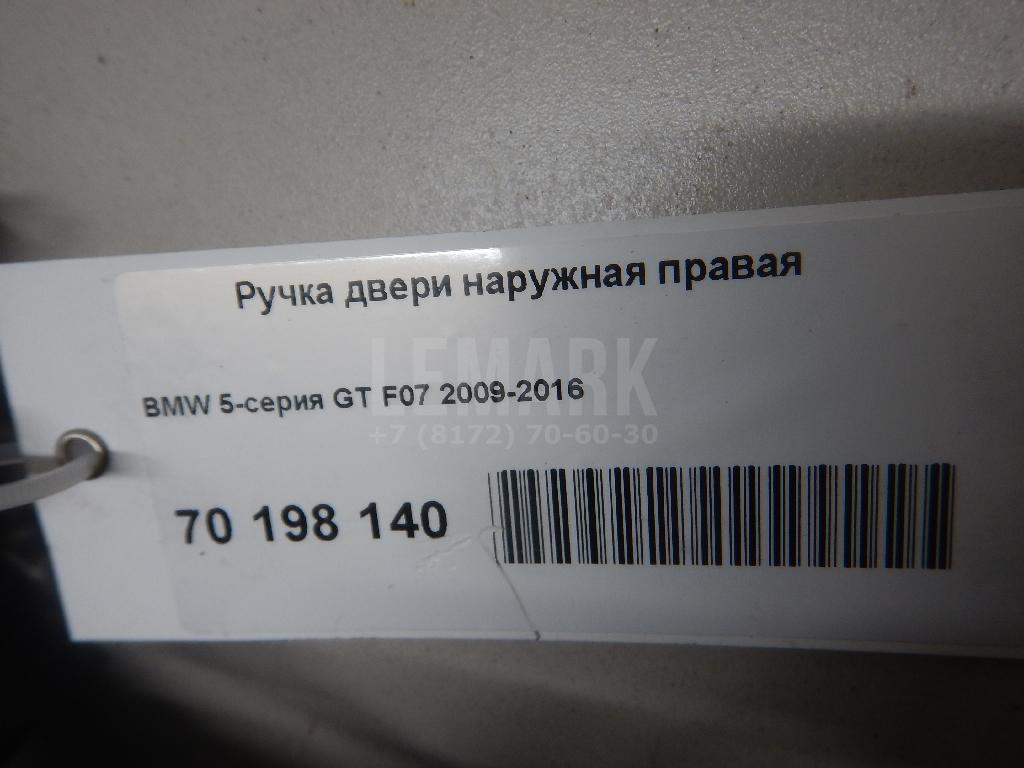 Ручка двери наружная правая
LEMARK
BMW 5-серия GT F07 2009-2016
+7 (8172) 70-60-30
70 198 140